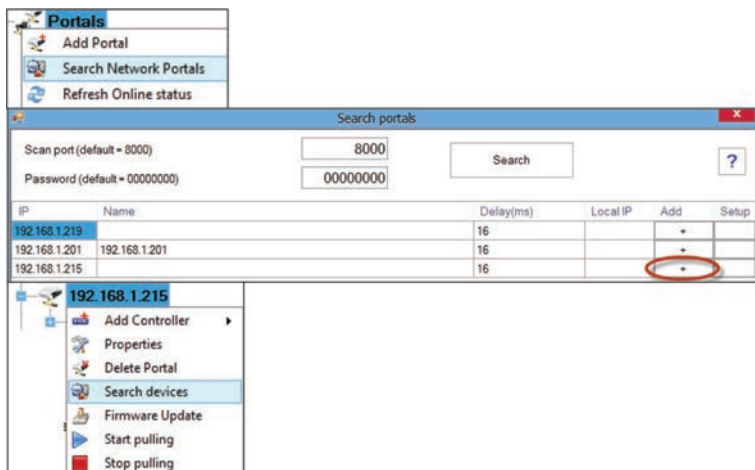 Portals
Add Portal
Search Network Portals
Refresh Online status
Search portals
x
Scan port (default = 8000) 8000 Search ?
Password (default = 00000000) 00000000
IP Name Delay(ms) Local IP Add Setup
192.168.1.219 16 +
192.168.1.201 192.168.1.201 16 +
192.168.1.215 16 +
192.168.1.215
Add Controller
Properties
Delete Portal
Search devices
Firmware Update
Start pulling
Stop pulling